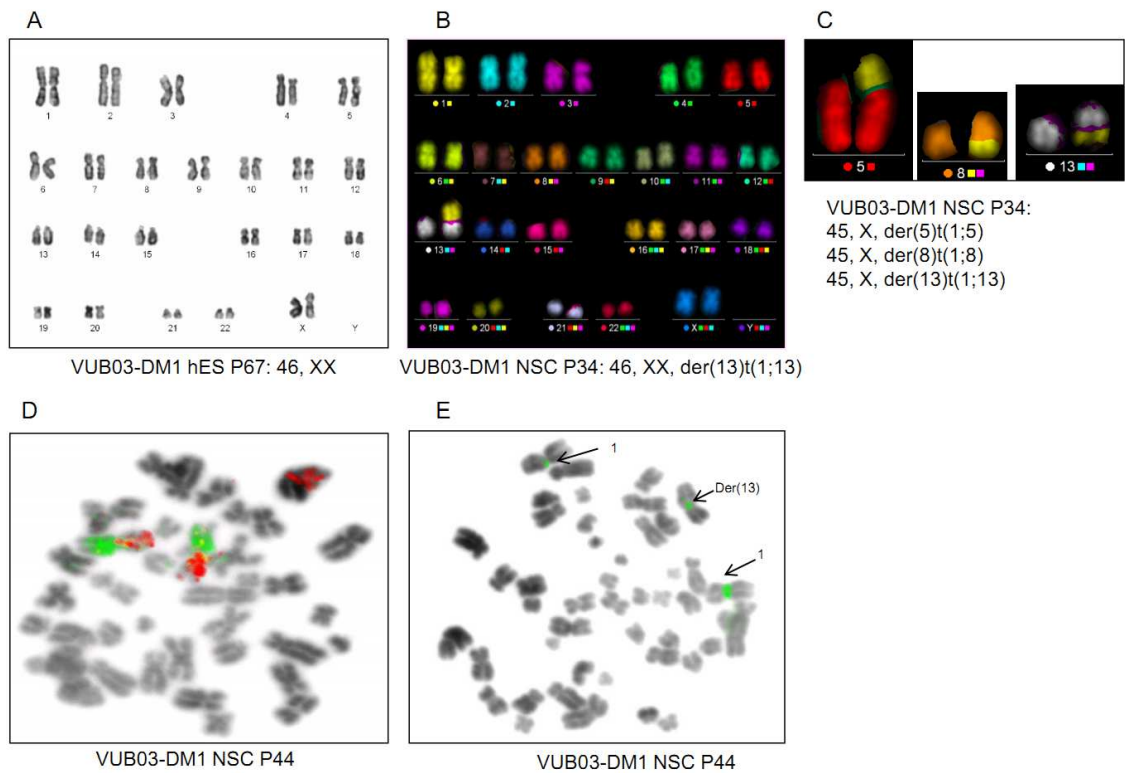 A
B
C
1 2 3 4 5
6 7 8 9 10 11 12
13 14 15 16 17 18
19 20 21 22 X Y
VUB03-DM1 hES P67: 46, XX
1 2 3 4 5
6 7 8 9 10 11 12
13 14 15 16 17 18
19 20 21 22 X Y
VUB03-DM1 NSC P34: 46, XX, der(13)t(1;13)
5 8 13
VUB03-DM1 NSC P34:
45, X, der(5)t(1;5)
45, X, der(8)t(1;8)
45, X, der(13)t(1;13)
D
E
VUB03-DM1 NSC P44
1
Der(13)
1
VUB03-DM1 NSC P44